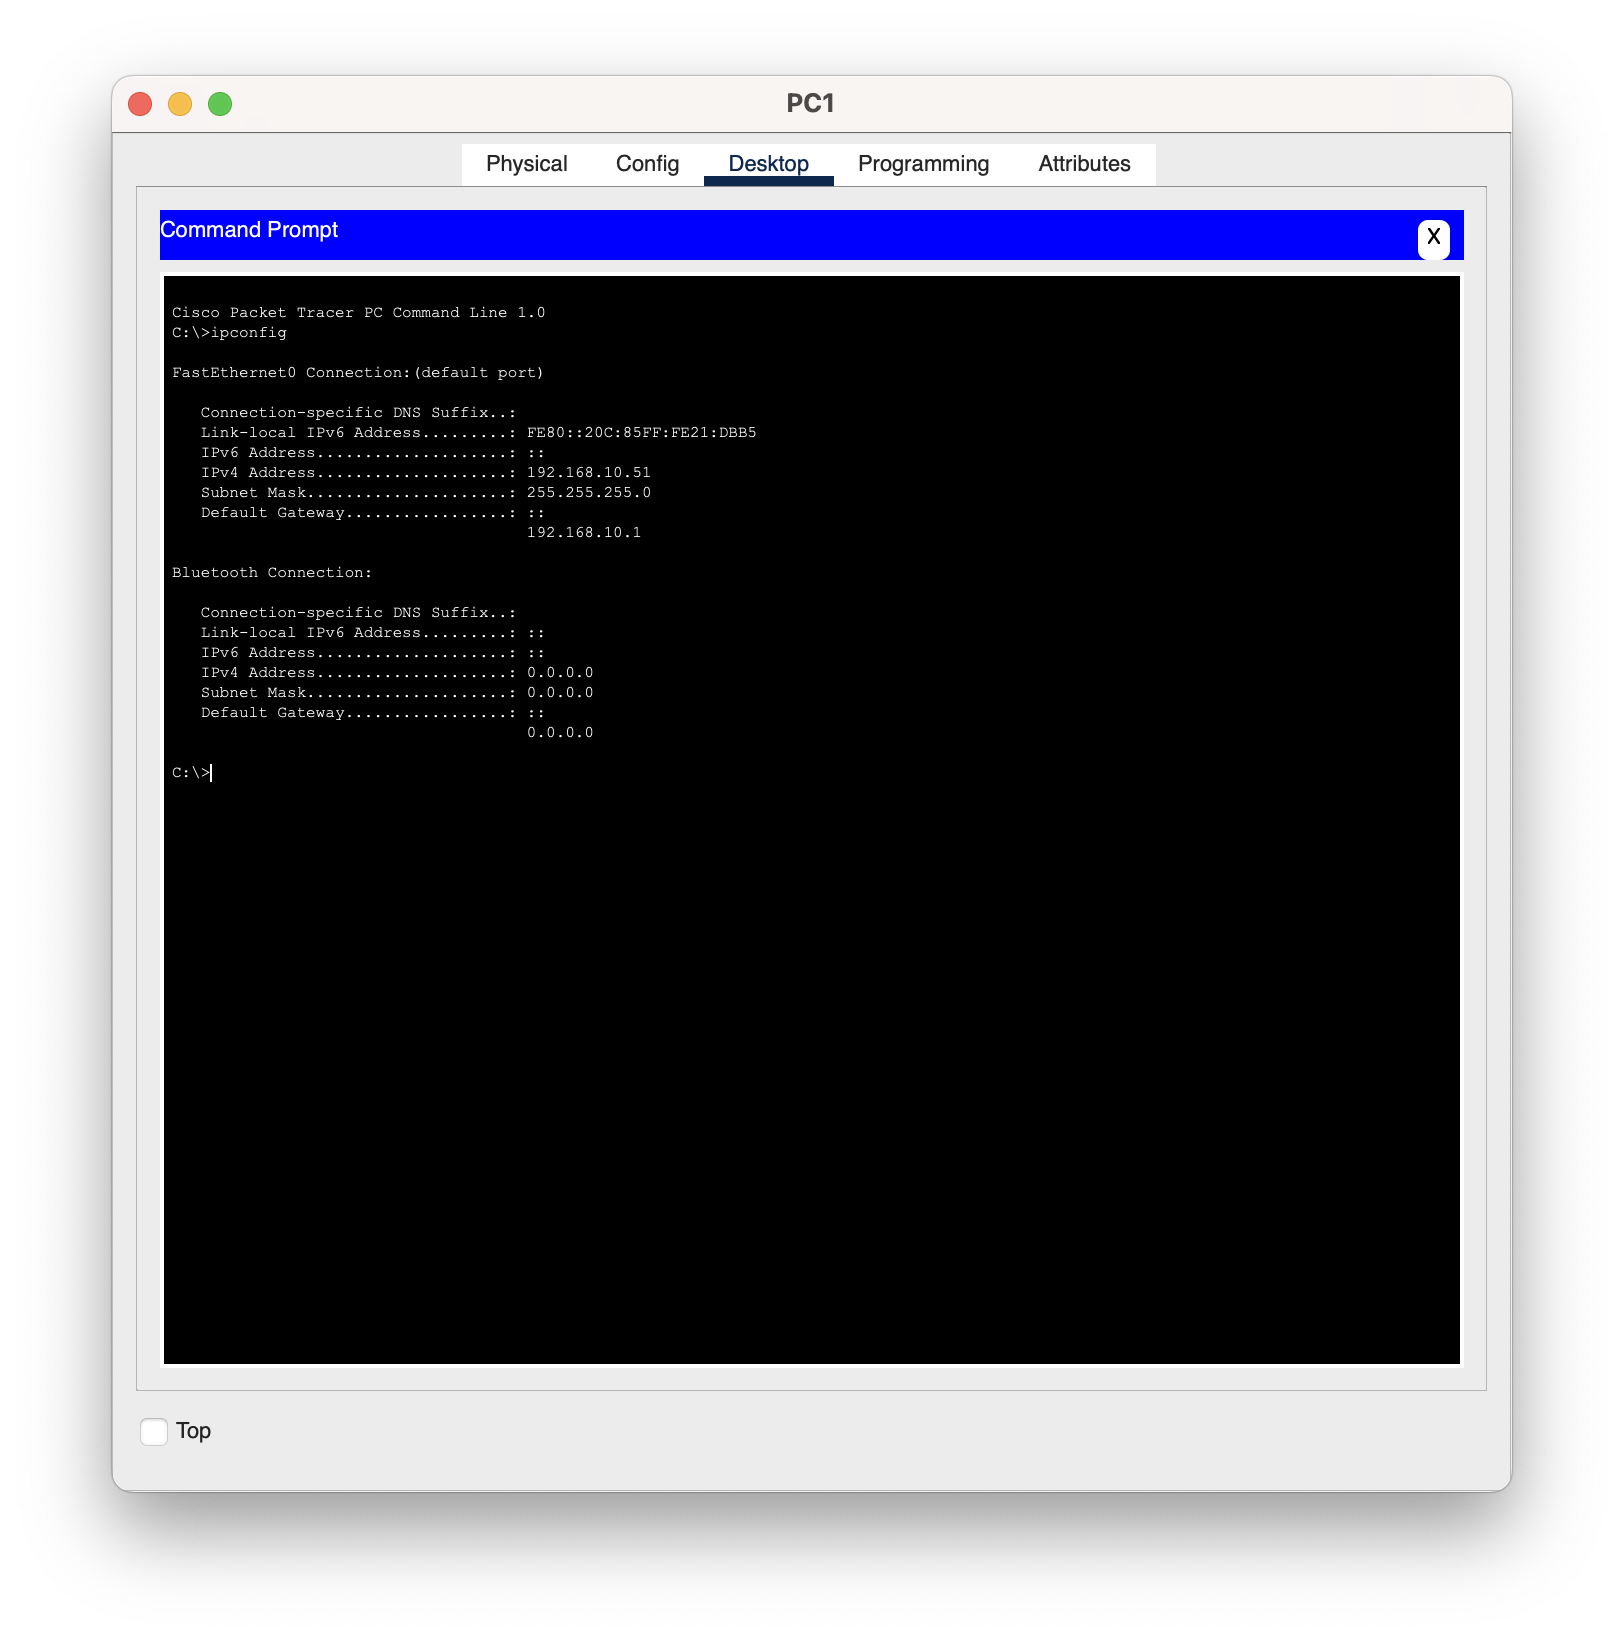 PC1
Physical Config Desktop Programming Attributes
Command Prompt X
Cisco Packet Tracer PC Command Line 1.0
C:\>ipconfig
FastEthernet0 Connection:(default port)
Connection-specific DNS Suffix..:
Link-local IPv6 Address.........: FE80::20C:85FF:FE21:DBB5
IPv6 Address....................: ::
IPv4 Address....................: 192.168.10.51
Subnet Mask.....................: 255.255.255.0
Default Gateway.................: ::
192.168.10.1
Bluetooth Connection:
Connection-specific DNS Suffix..:
Link-local IPv6 Address.........: ::
IPv6 Address....................: ::
IPv4 Address....................: 0.0.0.0
Subnet Mask.....................: 0.0.0.0
Default Gateway.................: ::
0.0.0.0
C:\>
Top